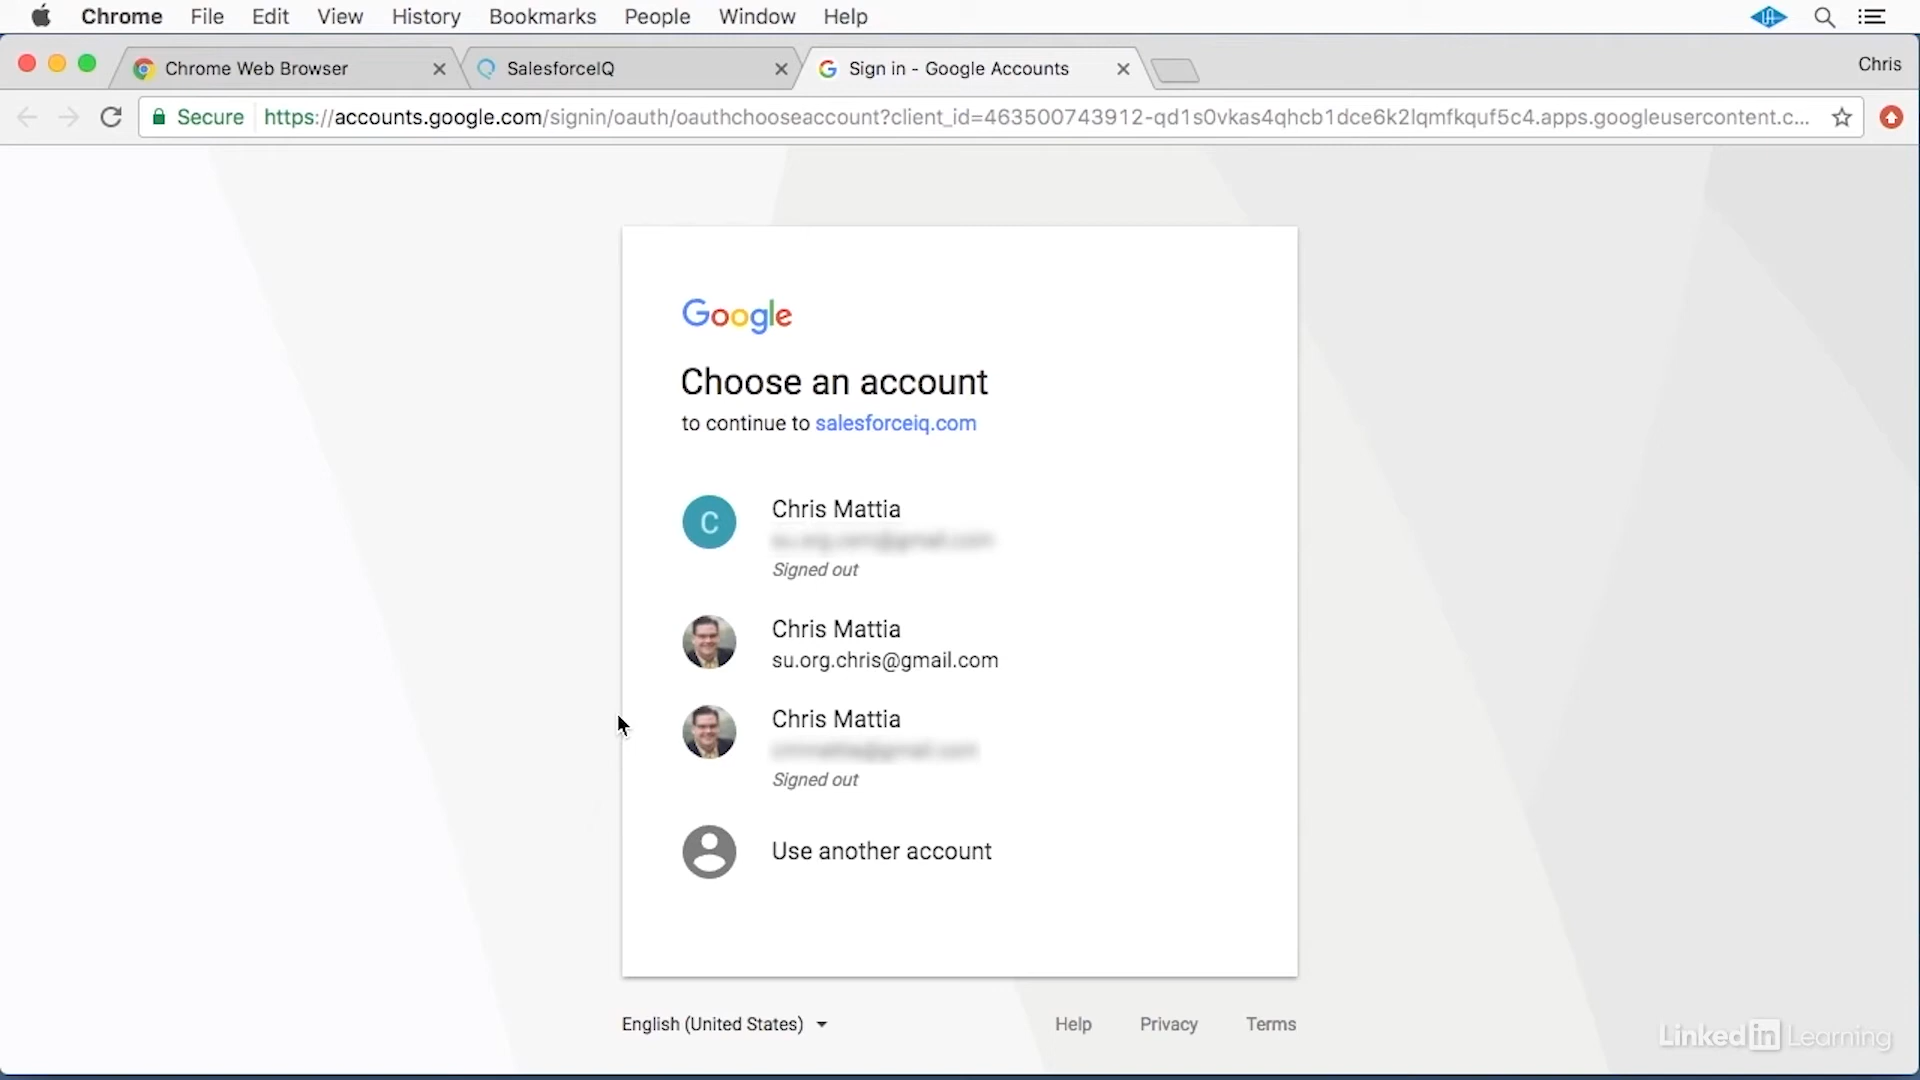 Chrome File Edit View History Bookmarks People Window Help
Chrome Web Browser
SalesforceIQ
Sign in - Google Accounts
Chris
Secure
https://accounts.google.com/signin/oauth/oauthchooseaccount?client_id=463500743912-qd1s0vkas4qhcb1dce6k2lqmfkquf5c4.apps.googleusercontent.c...
Google
Choose an account
to continue to salesforceiq.com
C
Chris Mattia
Signed out
Chris Mattia
su.org.chris@gmail.com
Chris Mattia
Signed out
Use another account
English (United States)
Help Privacy Terms
Linked in Learning